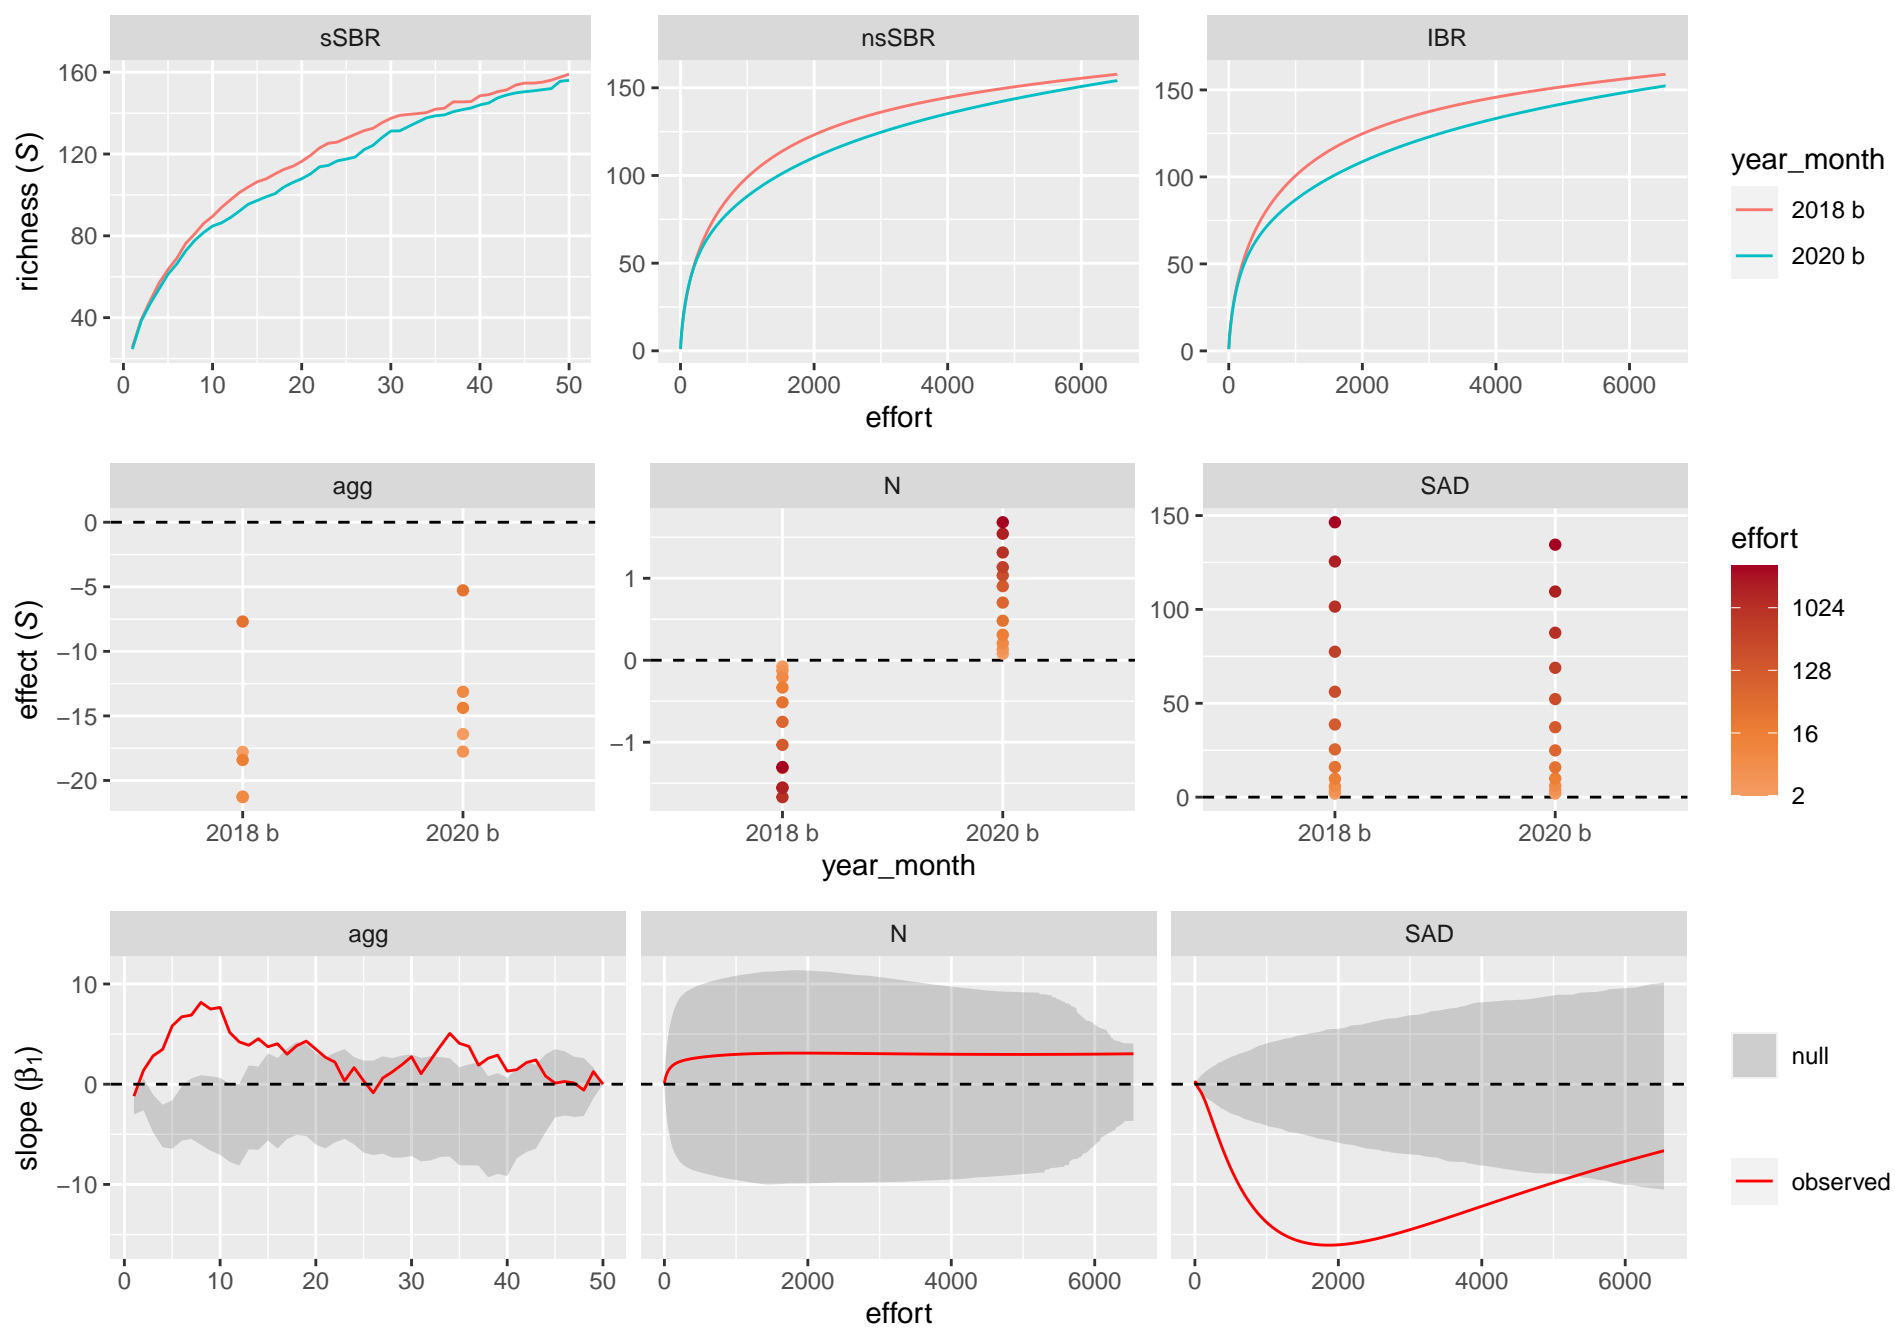 sSBR nsSBR IBR
richness (S)
160
120
80
40
0 10 20 30 40 50
150
100
50
0
0 2000 4000 6000
150
100
50
0
0 2000 4000 6000
effort
year_month
2018 b
2020 b
agg N SAD
effect (S)
0
−5
−10
−15
−20
2018 b 2020 b
1
0
−1
2018 b 2020 b
150
100
50
0
2018 b 2020 b
year_month
effort
1024
128
16
2
agg N SAD
slope (β1)
10
0
−10
0 10 20 30 40 50
0 2000 4000 6000
0 2000 4000 6000
effort
null
observed